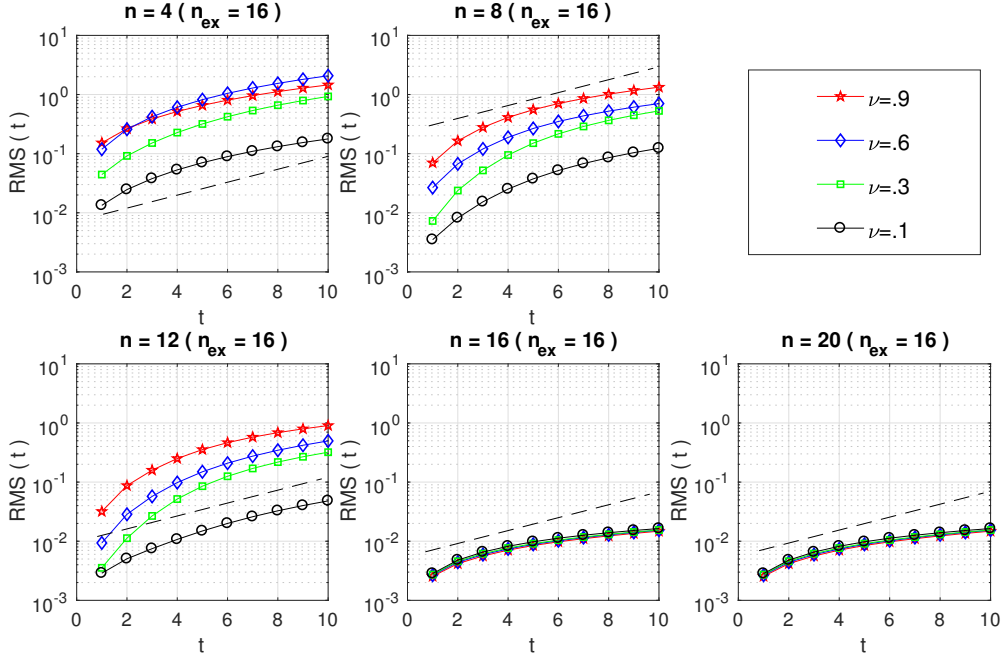 n = 4 ( n_ex = 16 )
10^1
10^0
10^-1
10^-2
10^-3
RMS ( t )
0 2 4 6 8 10
t
n = 8 ( n_ex = 16 )
10^1
10^0
10^-1
10^-2
10^-3
RMS ( t )
0 2 4 6 8 10
t
ν=.9
ν=.6
ν=.3
ν=.1
n = 12 ( n_ex = 16 )
10^1
10^0
10^-1
10^-2
10^-3
RMS ( t )
0 2 4 6 8 10
t
n = 16 ( n_ex = 16 )
10^1
10^0
10^-1
10^-2
10^-3
RMS ( t )
0 2 4 6 8 10
t
n = 20 ( n_ex = 16 )
10^1
10^0
10^-1
10^-2
10^-3
RMS ( t )
0 2 4 6 8 10
t